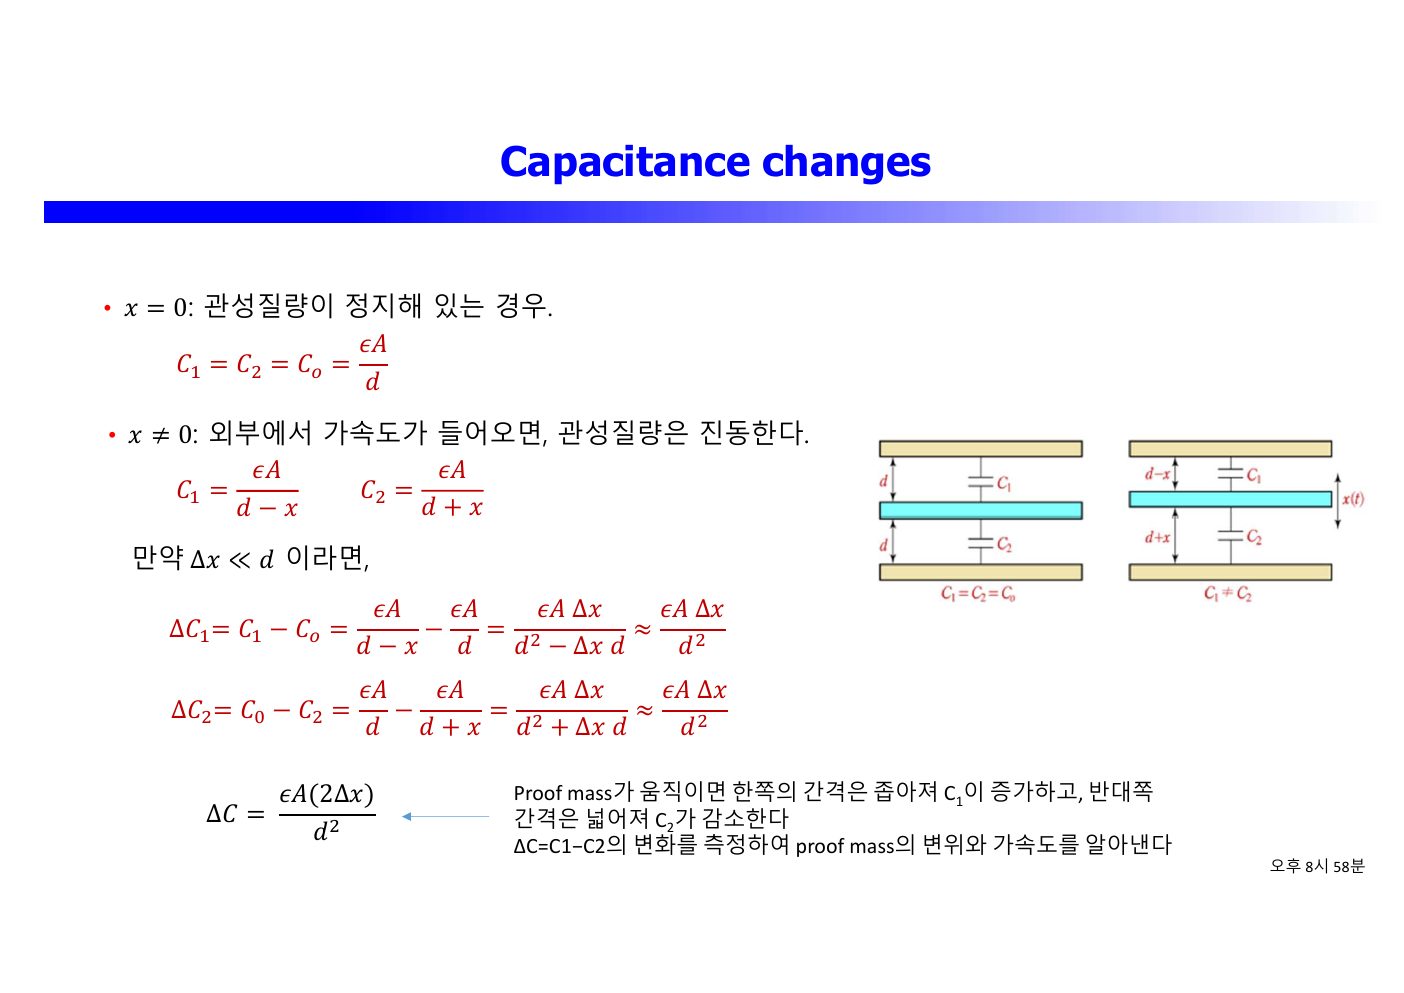 Capacitance changes
• x = 0: 관성질량이 정지해 있는 경우.
C₁ = C₂ = Cₒ = ϵA/d
• x ≠ 0: 외부에서 가속도가 들어오면, 관성질량은 진동한다.
C₁ = ϵA/(d − x)    C₂ = ϵA/(d + x)
만약 Δx ≪ d 이라면,
ΔC₁= C₁ − Cₒ = ϵA/(d − x) − ϵA/d = ϵA Δx/(d² − Δx d) ≈ ϵA Δx/d²
ΔC₂= C₀ − C₂ = ϵA/d − ϵA/(d + x) = ϵA Δx/(d² + Δx d) ≈ ϵA Δx/d²
ΔC = ϵA(2Δx)/d²
Proof mass가 움직이면 한쪽의 간격은 좁아져 C₁이 증가하고, 반대쪽
간격은 넓어져 C₂가 감소한다
ΔC=C1−C2의 변화를 측정하여 proof mass의 변위와 가속도를 알아낸다
d
C₁
d
C₂
C₁=C₂=Cₒ
d−x
C₁
x(t)
d+x
C₂
C₁≠C₂
오후 8시 58분